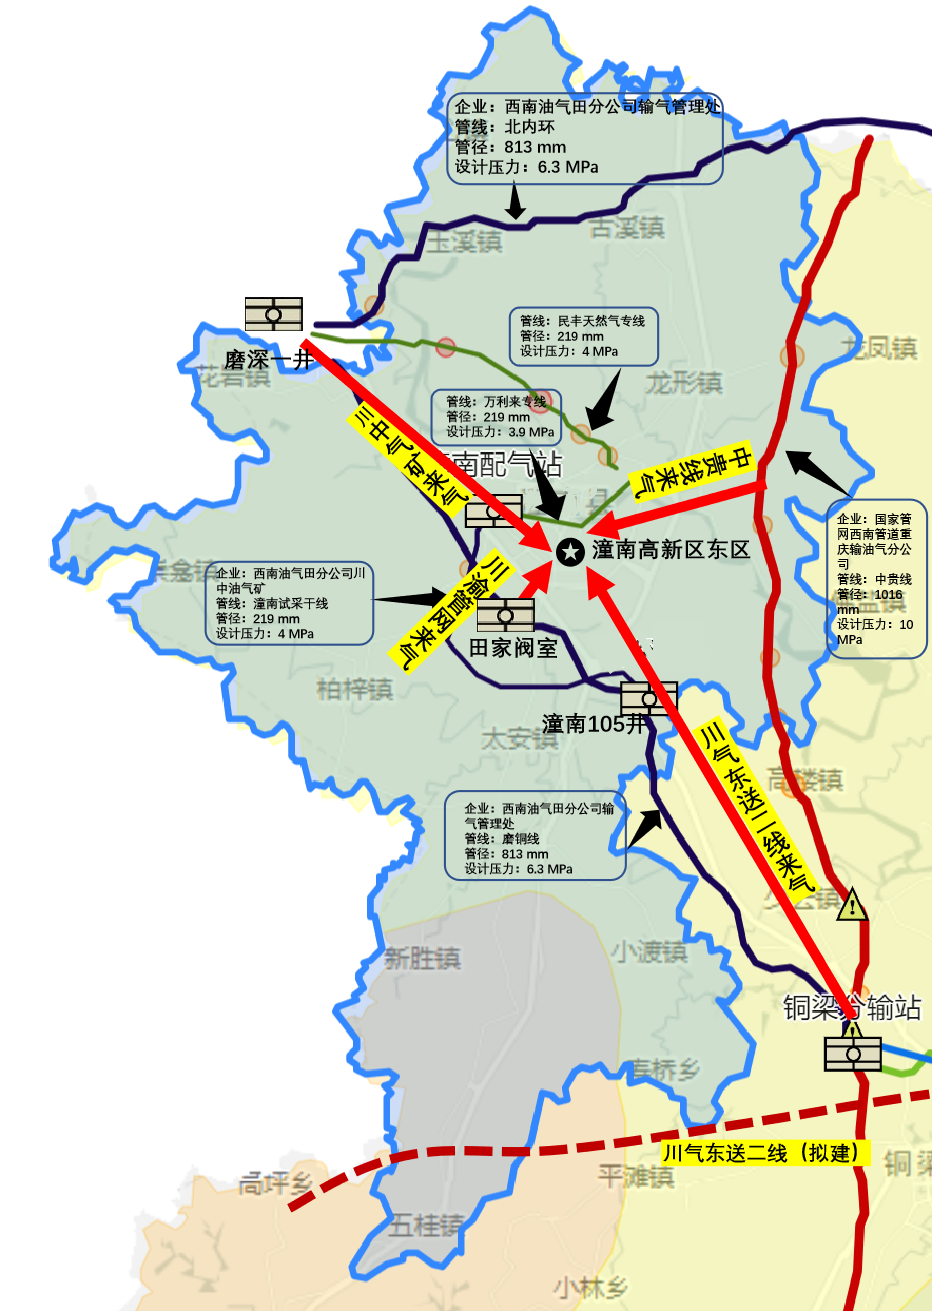 企业：西南油气田分公司输气管理处
管线：北内环
管径：813 mm
设计压力：6.3 MPa
玉溪镇
古溪镇
管线：民丰天然气专线
管径：219 mm
设计压力：4 MPa
磨深一井
花岩镇
龙凤镇
龙形镇
管线：万利来专线
管径：219 mm
设计压力：3.9 MPa
川中气矿来气
南配气站
中贵线来气
企业：国家管
网西南管道重
庆输油气分公
司
管线：中贵线
管径：1016
mm
设计压力：10
MPa
潼南高新区东区
崇龛镇
企业：西南油气田分公司川
中油气矿
管线：潼南试采干线
管径：219 mm
设计压力：4 MPa
川渝管网来气
田家阀室
柏梓镇
潼南105井
太安镇
川气东送二线来气
高楼镇
企业：西南油气田分公司输
气管理处
管线：磨铜线
管径：813 mm
设计压力：6.3 MPa
新胜镇
小渡镇
铜梁分输站
寿桥乡
川气东送二线（拟建）
高坪乡
平滩镇
铜梁
五桂镇
小林乡